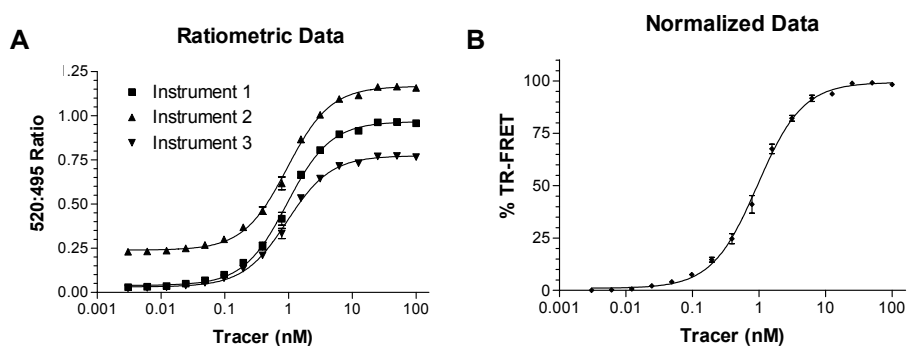 A
Ratiometric Data
.25
1.00
0.75
0.50
0.25
0.00
520:495 Ratio
Instrument 1
Instrument 2
Instrument 3
0.001 0.01 0.1 1 10 100
Tracer (nM)
B
Normalized Data
100
75
50
25
0
% TR-FRET
0.001 0.01 0.1 1 10 100
Tracer (nM)